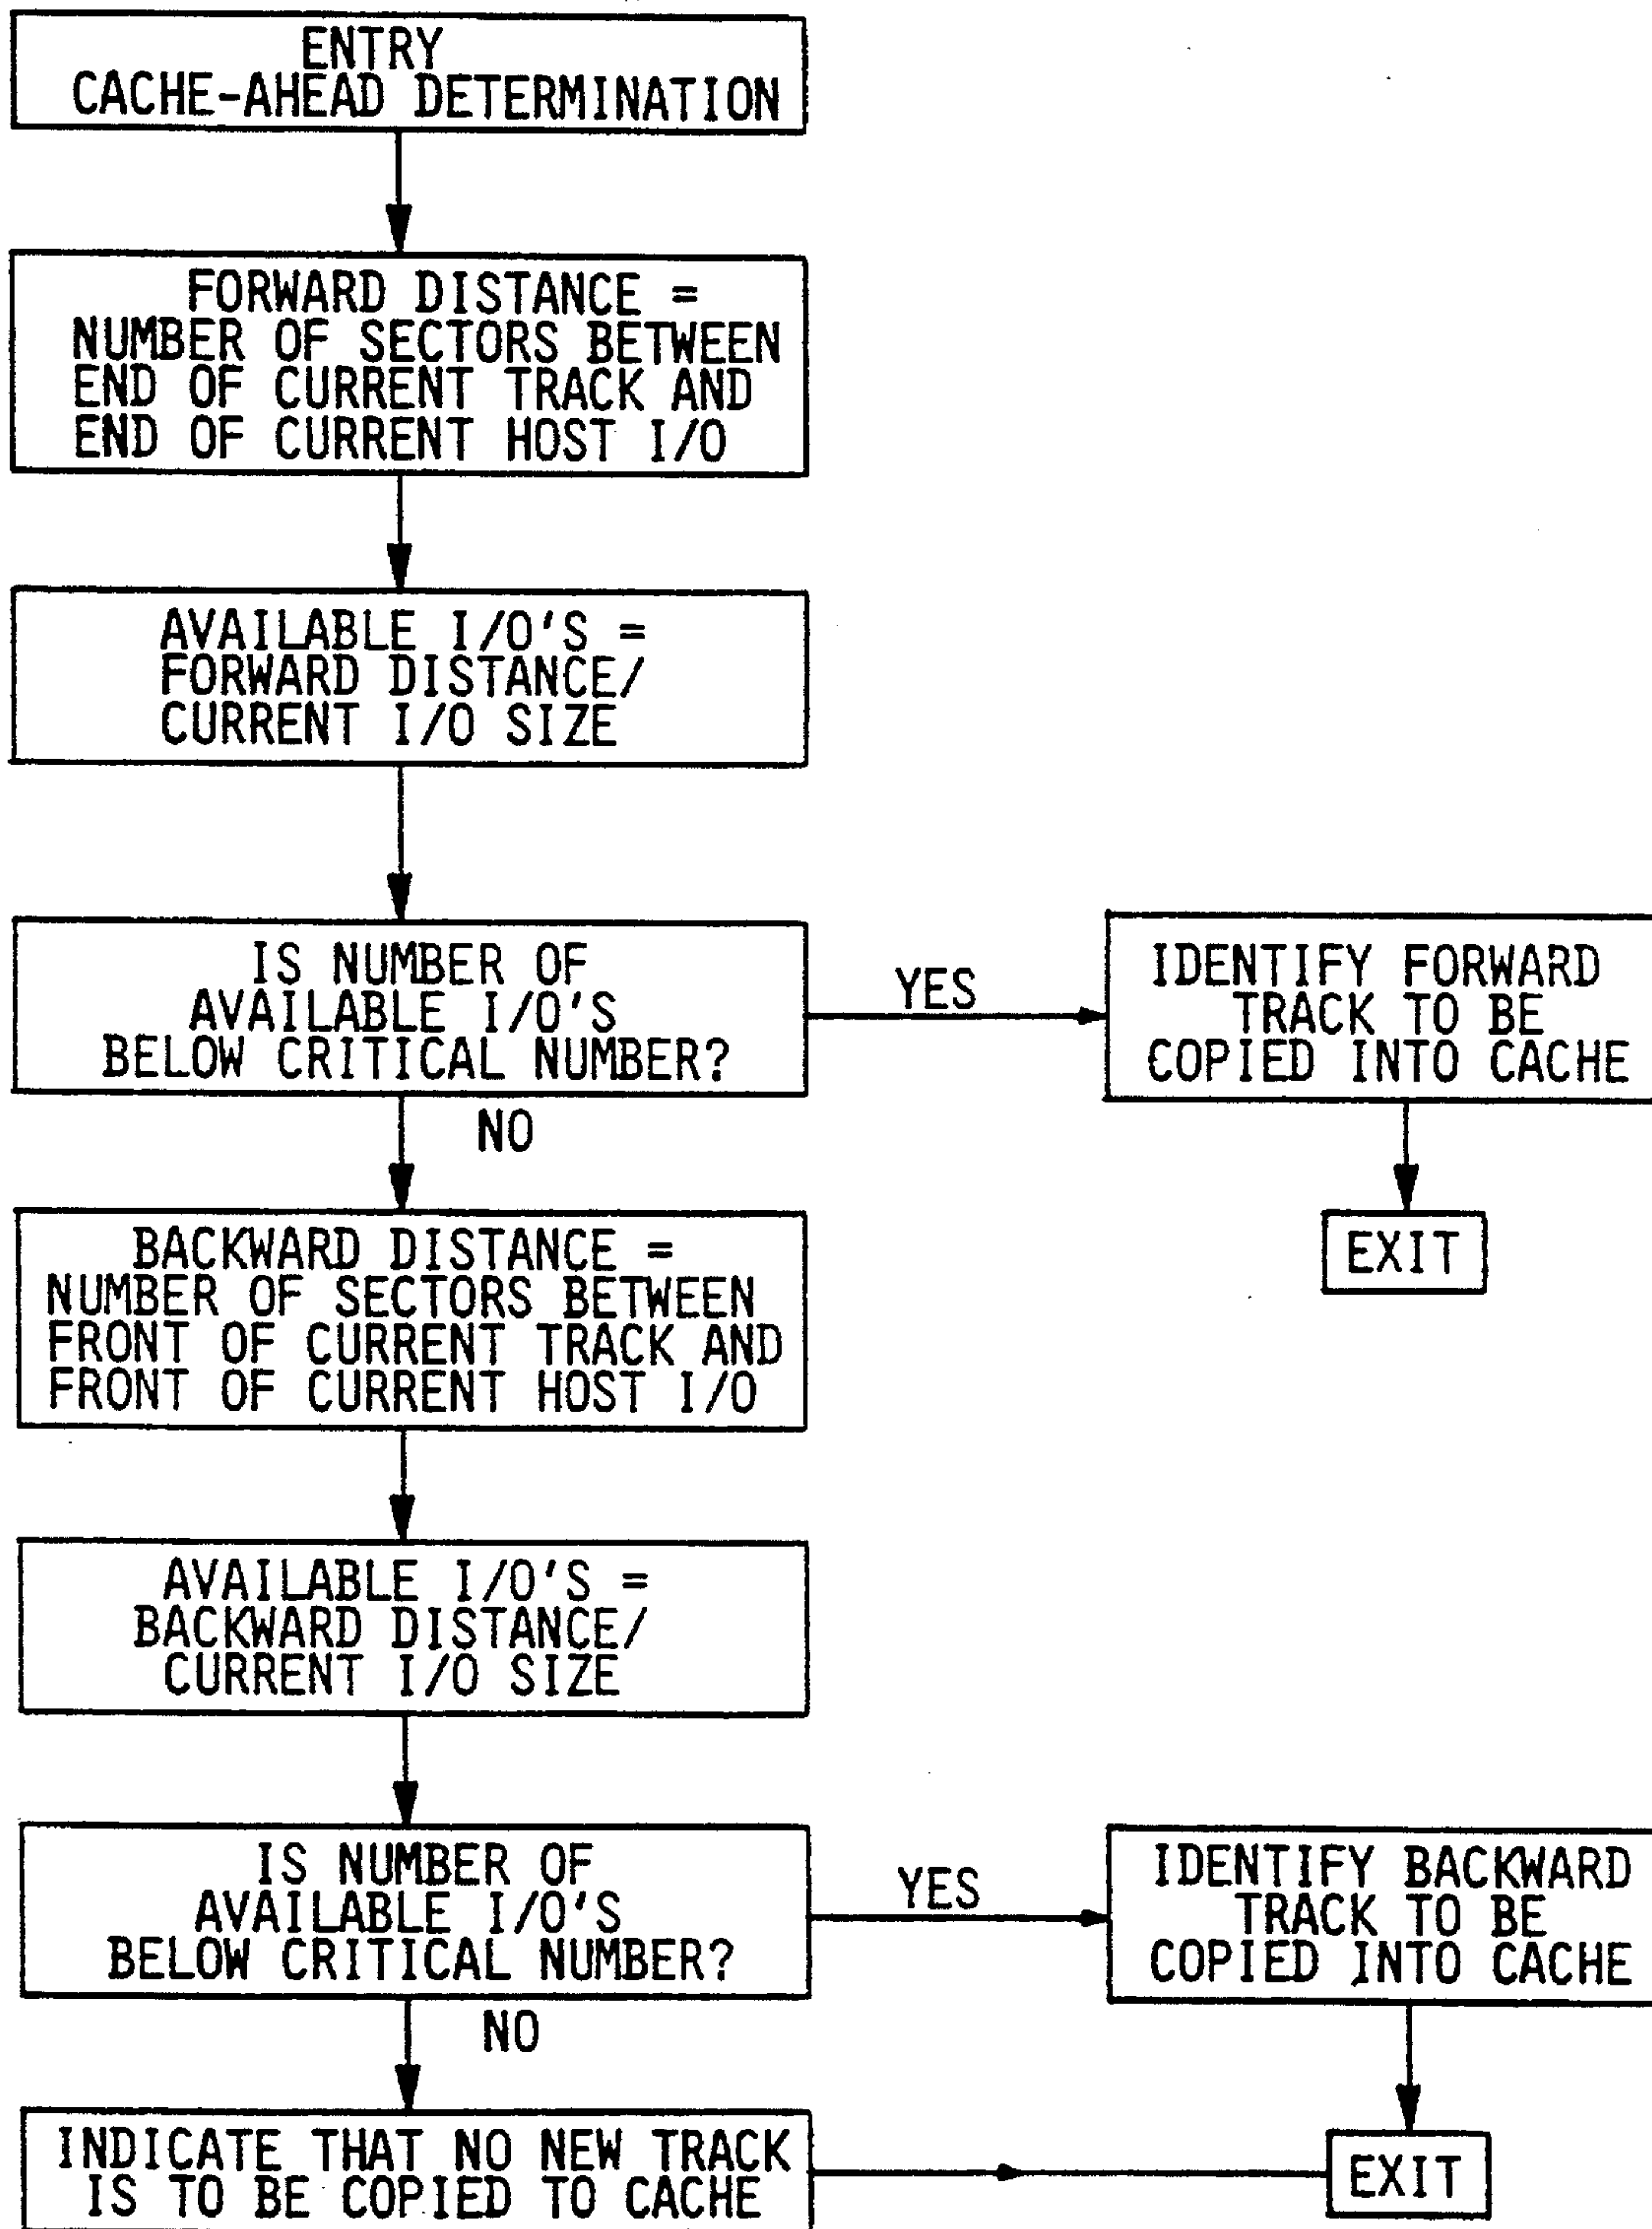 ENTRY
CACHE-AHEAD DETERMINATION
FORWARD DISTANCE =
NUMBER OF SECTORS BETWEEN
END OF CURRENT TRACK AND
END OF CURRENT HOST I/O
AVAILABLE I/O'S =
FORWARD DISTANCE/
CURRENT I/O SIZE
IS NUMBER OF
AVAILABLE I/O'S
BELOW CRITICAL NUMBER?
YES
IDENTIFY FORWARD
TRACK TO BE
COPIED INTO CACHE
NO
EXIT
BACKWARD DISTANCE =
NUMBER OF SECTORS BETWEEN
FRONT OF CURRENT TRACK AND
FRONT OF CURRENT HOST I/O
AVAILABLE I/O'S =
BACKWARD DISTANCE/
CURRENT I/O SIZE
IS NUMBER OF
AVAILABLE I/O'S
BELOW CRITICAL NUMBER?
YES
IDENTIFY BACKWARD
TRACK TO BE
COPIED INTO CACHE
NO
INDICATE THAT NO NEW TRACK
IS TO BE COPIED TO CACHE
EXIT